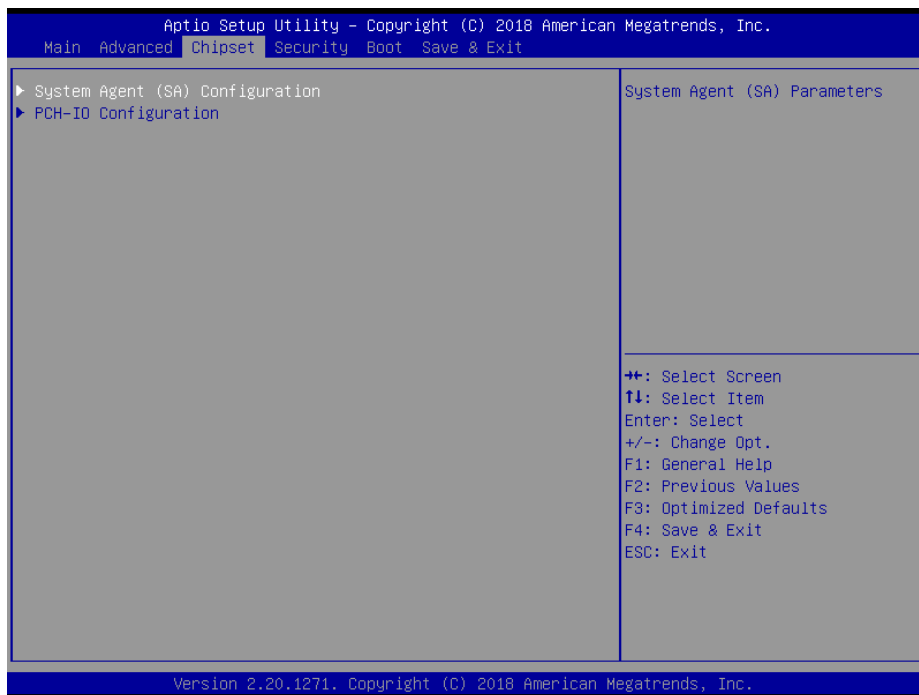 Aptio Setup Utility – Copyright (C) 2018 American Megatrends, Inc.
Main Advanced Chipset Security Boot Save & Exit
▶ System Agent (SA) Configuration
▶ PCH-IO Configuration
System Agent (SA) Parameters
→←: Select Screen
↑↓: Select Item
Enter: Select
+/-: Change Opt.
F1: General Help
F2: Previous Values
F3: Optimized Defaults
F4: Save & Exit
ESC: Exit
Version 2.20.1271. Copyright (C) 2018 American Megatrends, Inc.